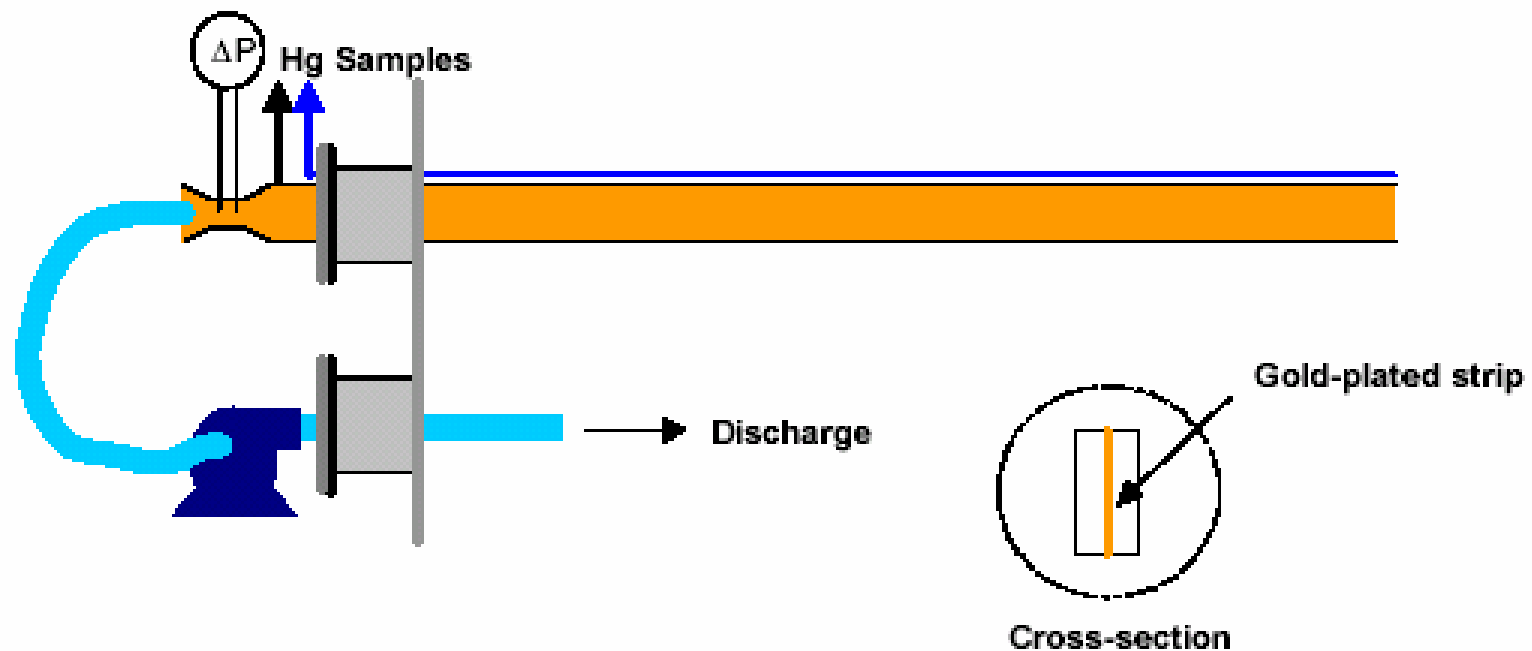 ΔP
Hg Samples
Gold-plated strip
Discharge
Cross-section